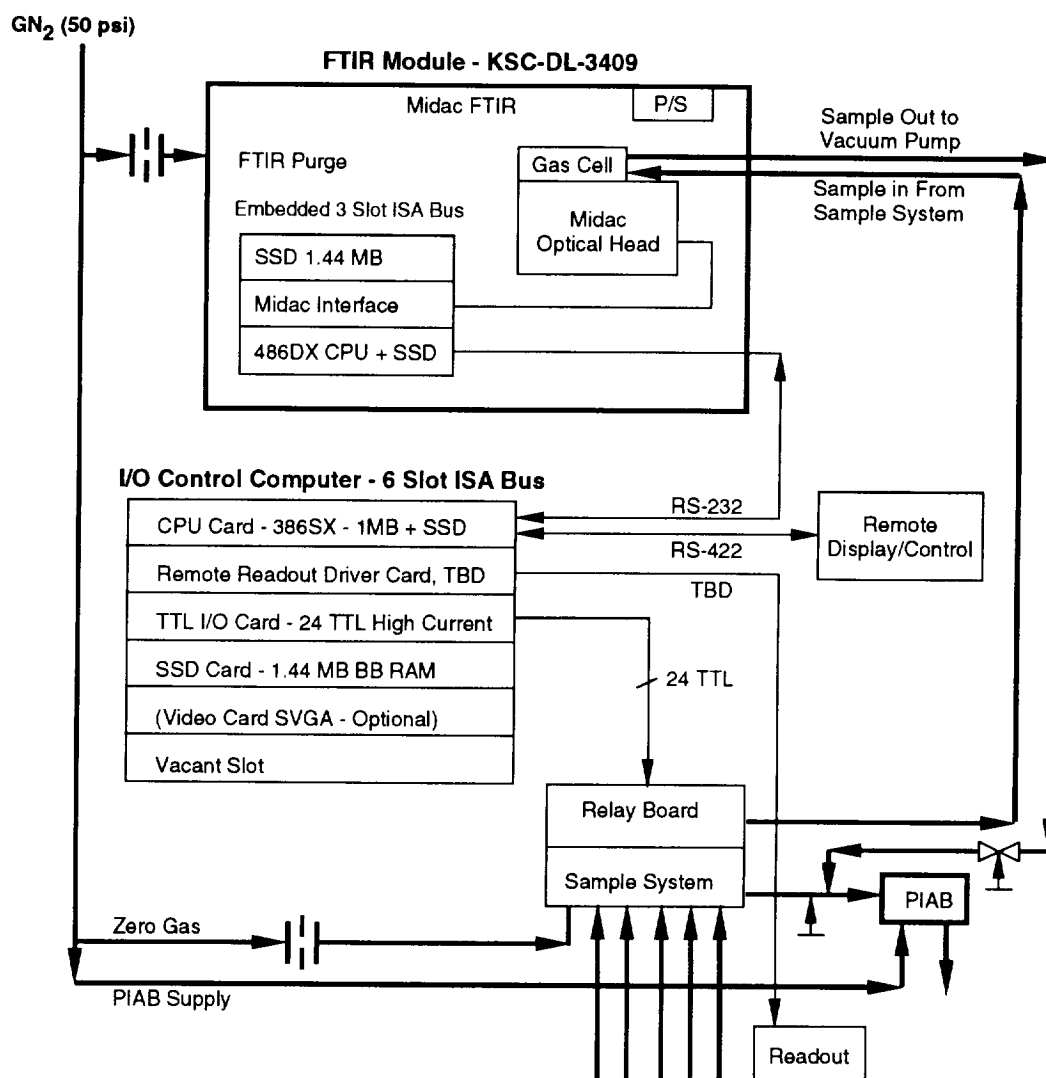 GN2 (50 psi)
FTIR Module - KSC-DL-3409
Midac FTIR
P/S
Sample Out to
Vacuum Pump
FTIR Purge
Gas Cell
Sample in From
Sample System
Embedded 3 Slot ISA Bus
Midac
Optical Head
SSD 1.44 MB
Midac Interface
486DX CPU + SSD
I/O Control Computer - 6 Slot ISA Bus
CPU Card - 386SX - 1MB + SSD
RS-232
Remote
Display/Control
RS-422
Remote Readout Driver Card, TBD
TBD
TTL I/O Card - 24 TTL High Current
SSD Card - 1.44 MB BB RAM
24 TTL
(Video Card SVGA - Optional)
Vacant Slot
Relay Board
Sample System
PIAB
Zero Gas
PIAB Supply
Readout